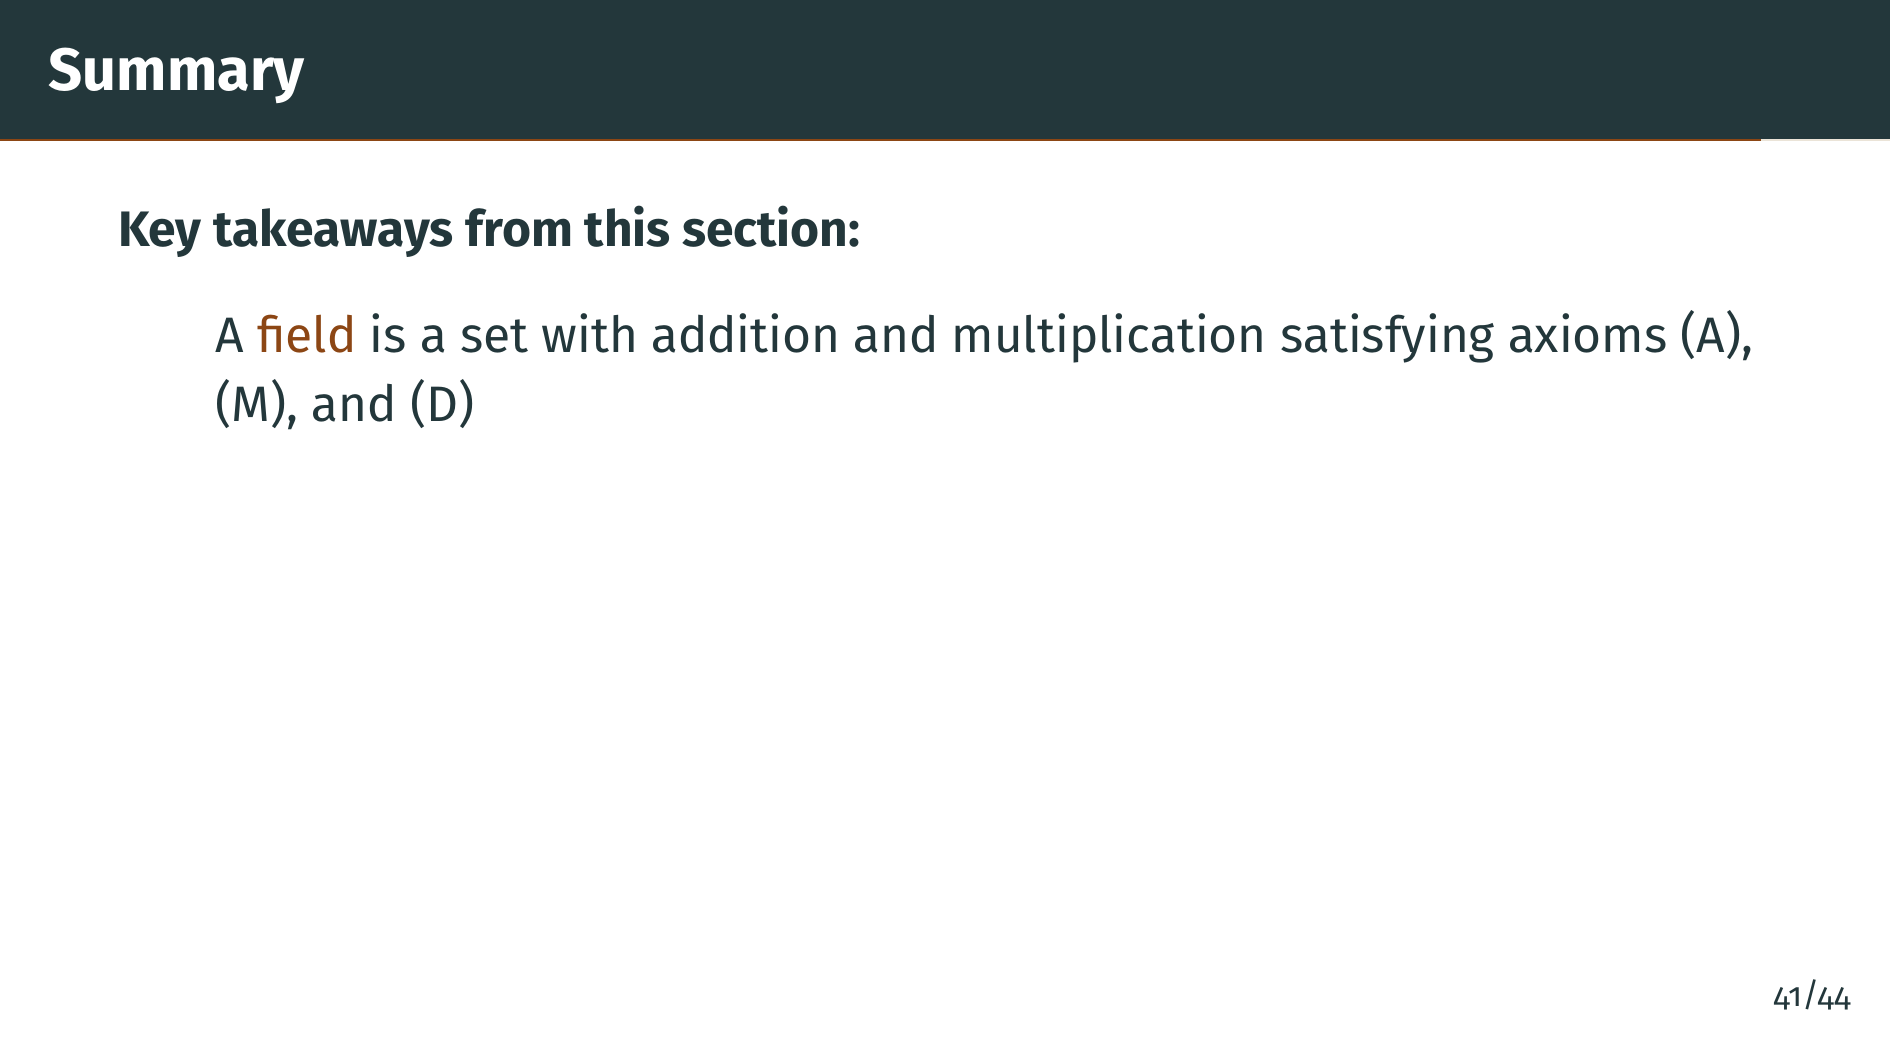 Summary
Key takeaways from this section:
A field is a set with addition and multiplication satisfying axioms (A),
(M), and (D)
41/44